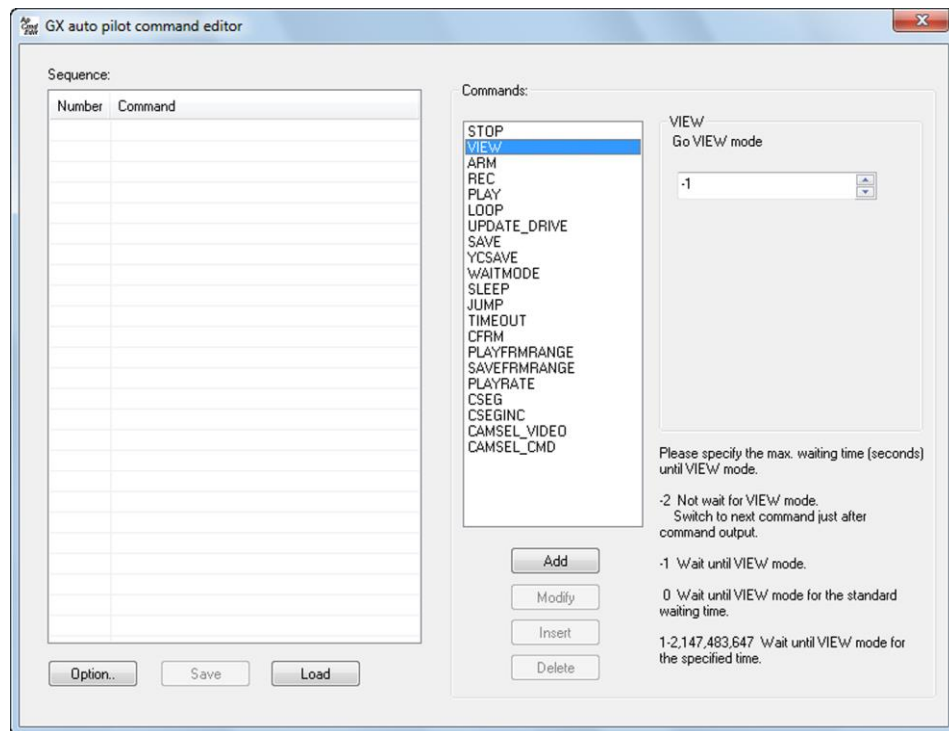 GX auto pilot command editor
Sequence:
Number Command
Option..
Save
Load
Commands:
STOP
VIEW
ARM
REC
PLAY
LOOP
UPDATE_DRIVE
SAVE
YCSAVE
WAITMODE
SLEEP
JUMP
TIMEOUT
CFRM
PLAYFRMRANGE
SAVEFRMRANGE
PLAYRATE
CSEG
CSEGINC
CAMSEL_VIDEO
CAMSEL_CMD
Add
Modify
Insert
Delete
VIEW
Go VIEW mode
-1
Please specify the max. waiting time (seconds)
until VIEW mode.
-2 Not wait for VIEW mode.
Switch to next command just after
command output.
-1 Wait until VIEW mode.
0 Wait until VIEW mode for the standard
waiting time.
1-2,147,483,647 Wait until VIEW mode for
the specified time.